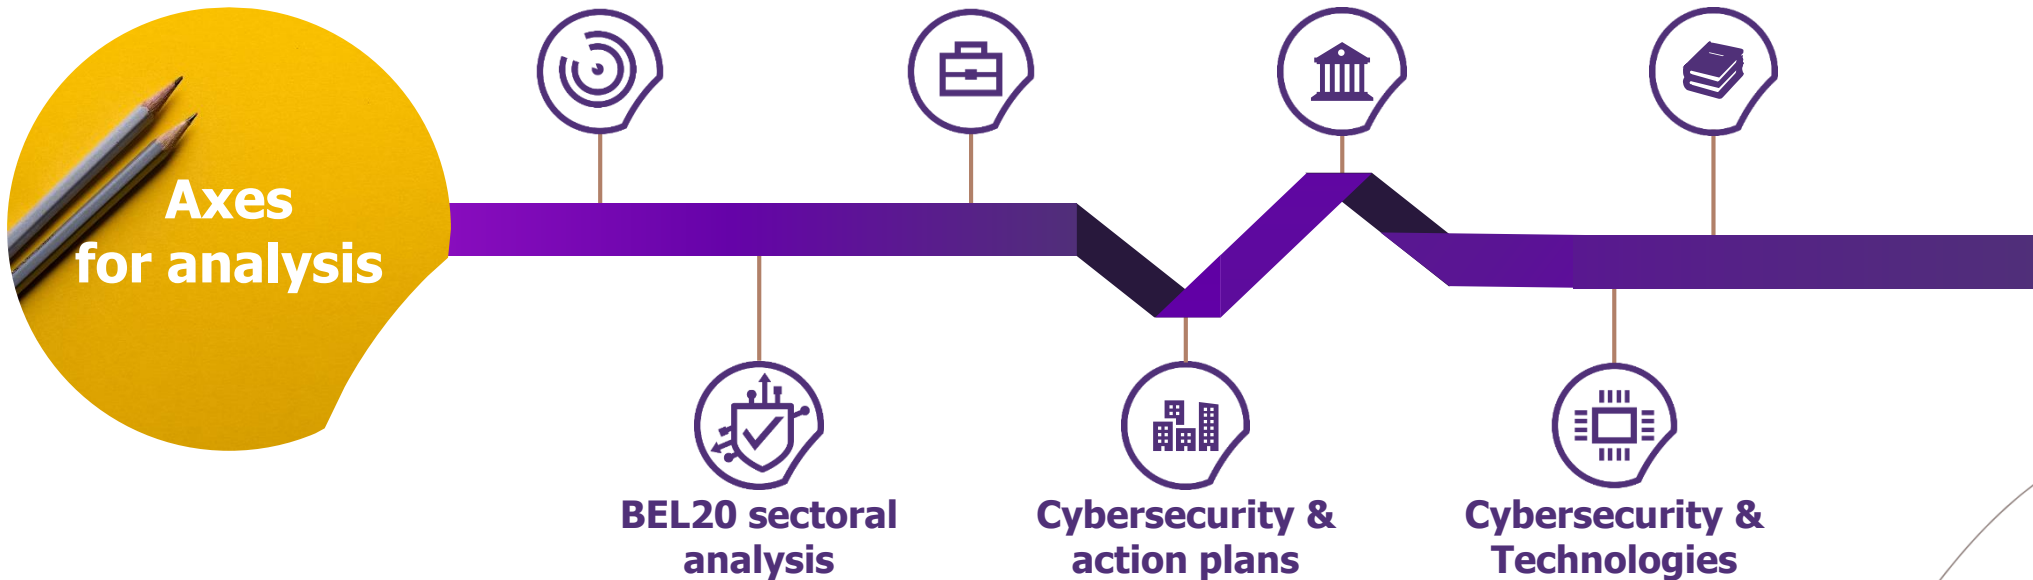 Axes
for analysis
BEL20 sectoral
analysis
Cybersecurity &
action plans
Cybersecurity &
Technologies